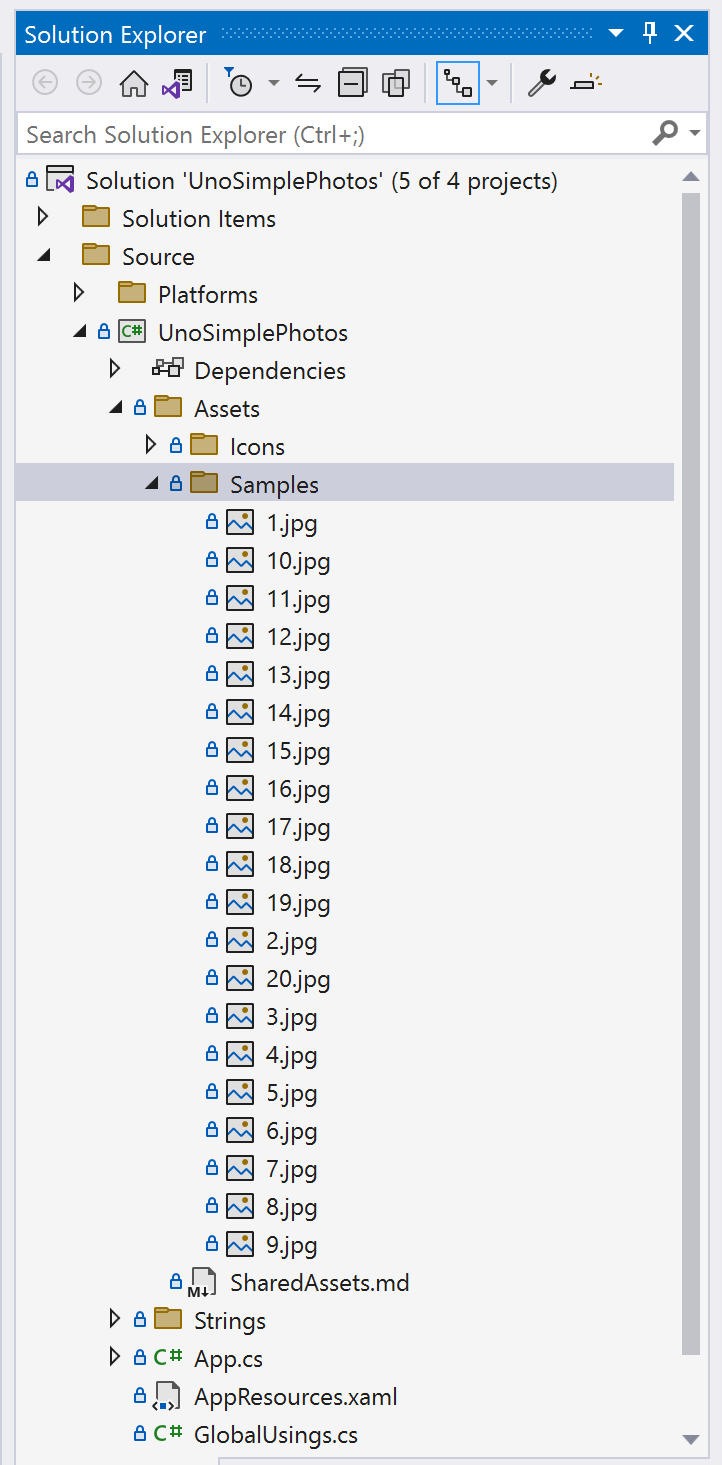 Solution Explorer
Search Solution Explorer (Ctrl+;)
Solution 'UnoSimplePhotos' (5 of 4 projects)
Solution Items
Source
Platforms
C# UnoSimplePhotos
Dependencies
Assets
Icons
Samples
1.jpg
10.jpg
11.jpg
12.jpg
13.jpg
14.jpg
15.jpg
16.jpg
17.jpg
18.jpg
19.jpg
2.jpg
20.jpg
3.jpg
4.jpg
5.jpg
6.jpg
7.jpg
8.jpg
9.jpg
M↓ SharedAssets.md
Strings
C# App.cs
AppResources.xaml
C# GlobalUsings.cs